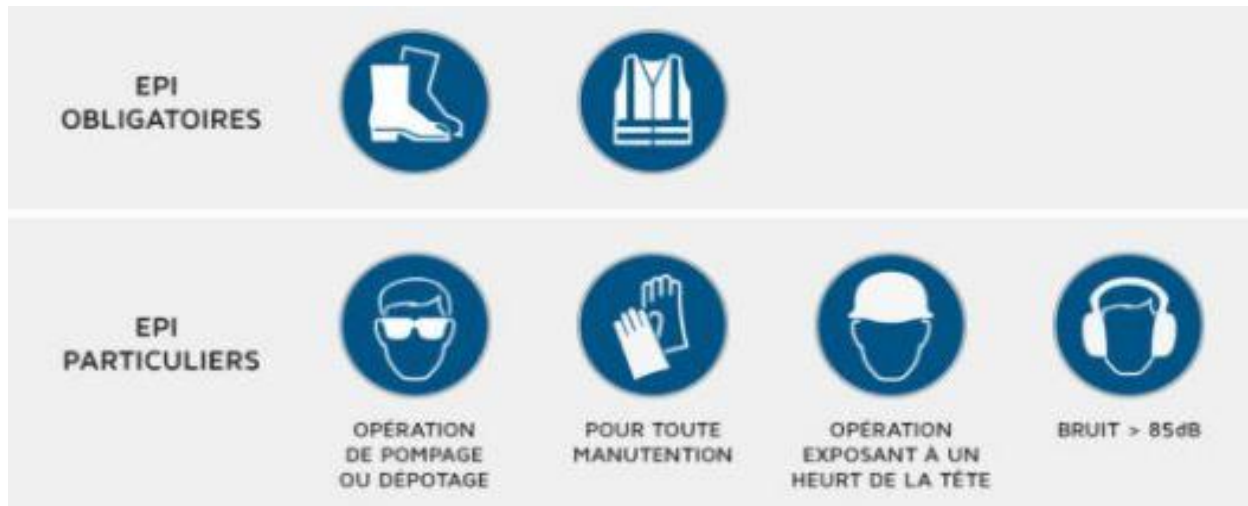 EPI
OBLIGATOIRES
EPI
PARTICULIERS
OPÉRATION
DE POMPAGE
OU DÉPOTAGE
POUR TOUTE
MANUTENTION
OPÉRATION
EXPOSANT À UN
HEURT DE LA TÊTE
BRUIT > 85dB